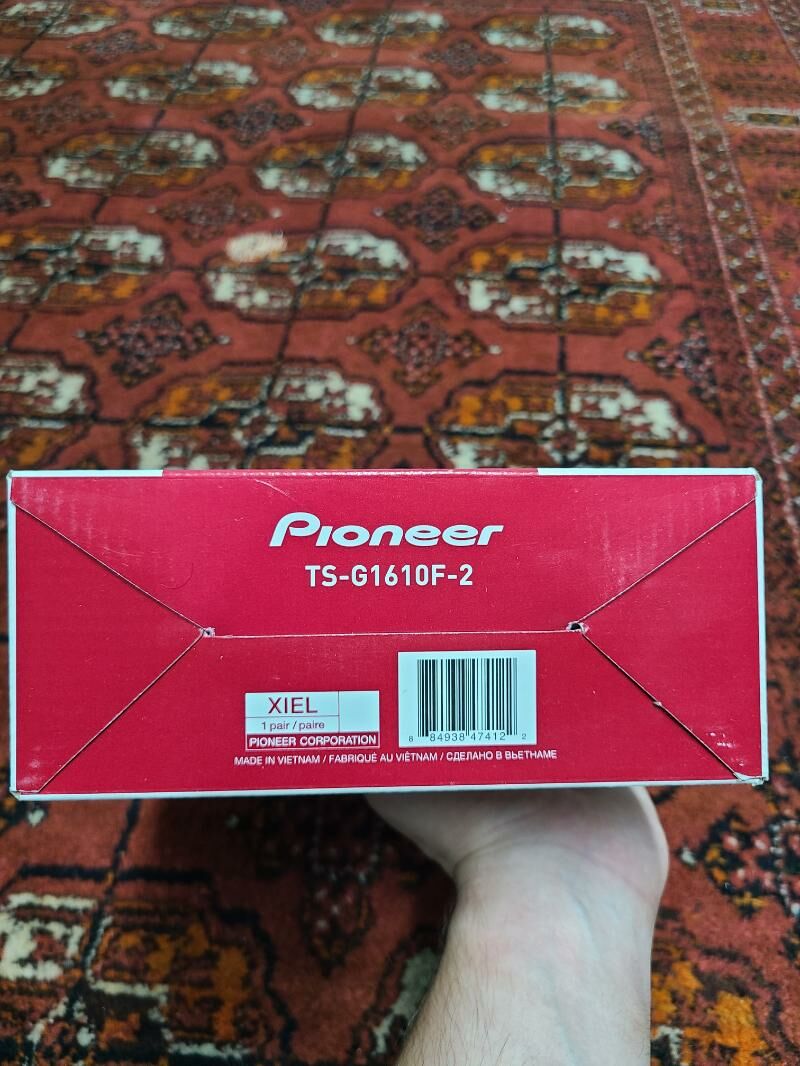 Pioneer
TS-G1610F-2
XIEL
1 pair / paire
PIONEER CORPORATION
8 84938 47412 2
MADE IN VIETNAM / FABRIQUÉ AU VIÊTNAM / СДЕЛАНО В ВЬЕТНАМЕ